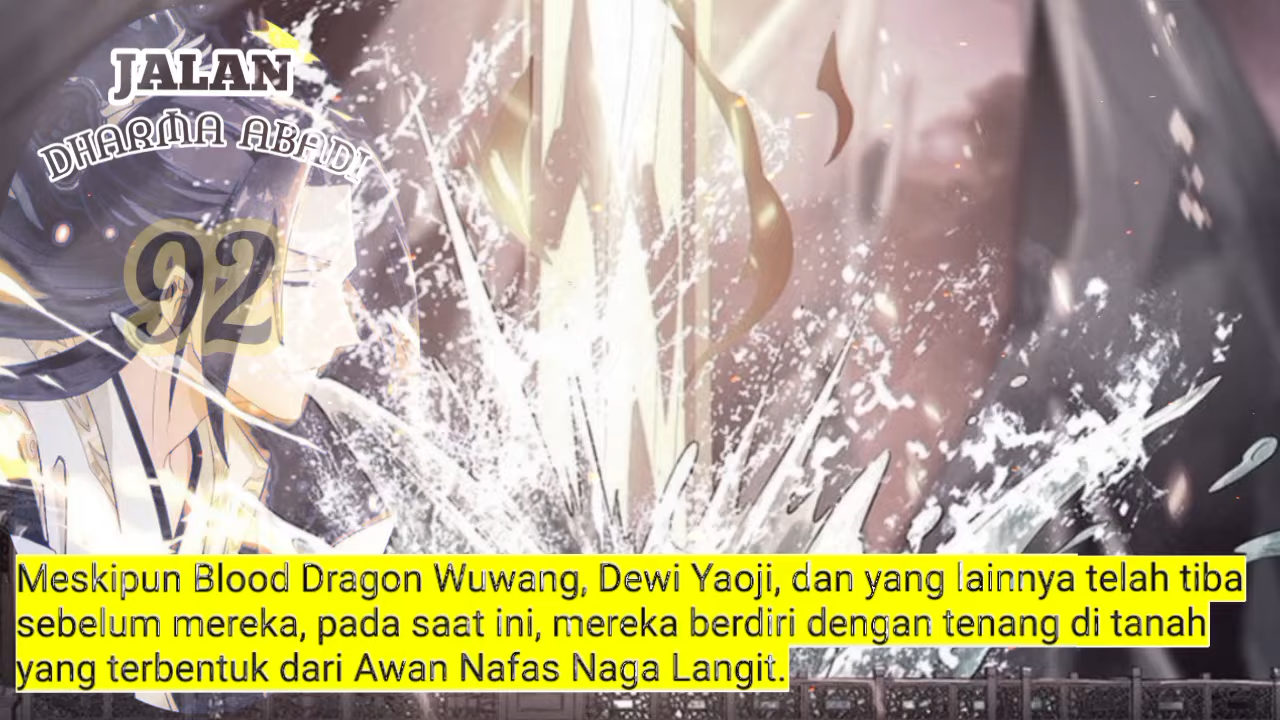 JALAN
DHARMA ABADI
92
Meskipun Blood Dragon Wuwang, Dewi Yaoji, dan yang lainnya telah tiba
sebelum mereka, pada saat ini, mereka berdiri dengan tenang di tanah
yang terbentuk dari Awan Nafas Naga Langit.